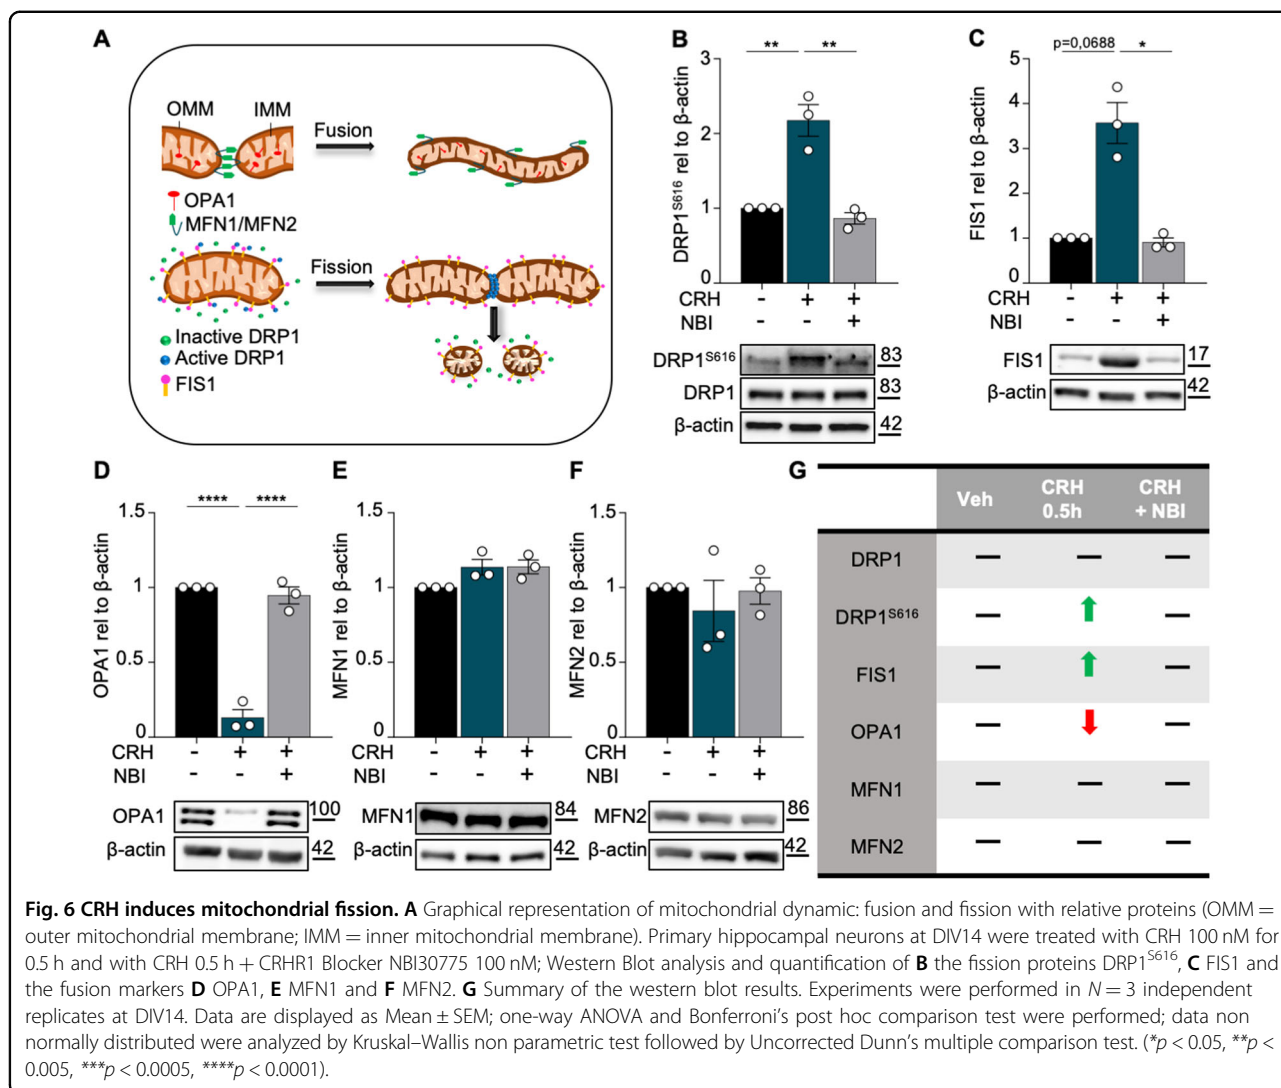 A
OMM
IMM
Fusion
OPA1
MFN1/MFN2
Fission
Inactive DRP1
Active DRP1
FIS1
B
**
**
DRP1S616 rel to β-actin
3
2
1
0
CRH - + +
NBI - - +
DRP1S616 83
DRP1 83
β-actin 42
C
p=0,0688
*
FIS1 rel to β-actin
5
4
3
2
1
0
CRH - + +
NBI - - +
FIS1 17
β-actin 42
D
****
****
OPA1 rel to β-actin
1.5
1
0.5
0
CRH - + +
NBI - - +
OPA1 100
β-actin 42
E
MFN1 rel to β-actin
1.5
1
0.5
0
CRH - + +
NBI - - +
MFN1 84
β-actin 42
F
MFN2 rel to β-actin
1.5
1
0.5
0
CRH - + +
NBI - - +
MFN2 86
β-actin 42
G
Veh CRH 0.5h CRH + NBI
DRP1 — — —
DRP1S616 — ⬆ —
FIS1 — ⬆ —
OPA1 — ⬇ —
MFN1 — — —
MFN2 — — —
Fig. 6 CRH induces mitochondrial fission. A Graphical representation of mitochondrial dynamic: fusion and fission with relative proteins (OMM =
outer mitochondrial membrane; IMM = inner mitochondrial membrane). Primary hippocampal neurons at DIV14 were treated with CRH 100 nM for
0.5 h and with CRH 0.5 h + CRHR1 Blocker NBI30775 100 nM; Western Blot analysis and quantification of B the fission proteins DRP1S616, C FIS1 and
the fusion markers D OPA1, E MFN1 and F MFN2. G Summary of the western blot results. Experiments were performed in N = 3 independent
replicates at DIV14. Data are displayed as Mean ± SEM; one-way ANOVA and Bonferroni's post hoc comparison test were performed; data non
normally distributed were analyzed by Kruskal–Wallis non parametric test followed by Uncorrected Dunn's multiple comparison test. (*p < 0.05, **p <
0.005, ***p < 0.0005, ****p < 0.0001).